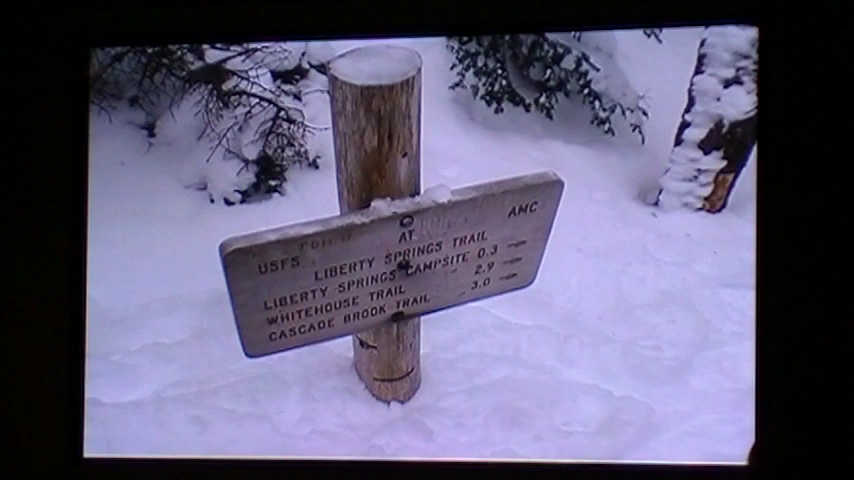 AT
USFS AMC
LIBERTY SPRINGS TRAIL
LIBERTY SPRINGS CAMPSITE 0.3
WHITEHOUSE TRAIL 2.9
CASCADE BROOK TRAIL 3.0